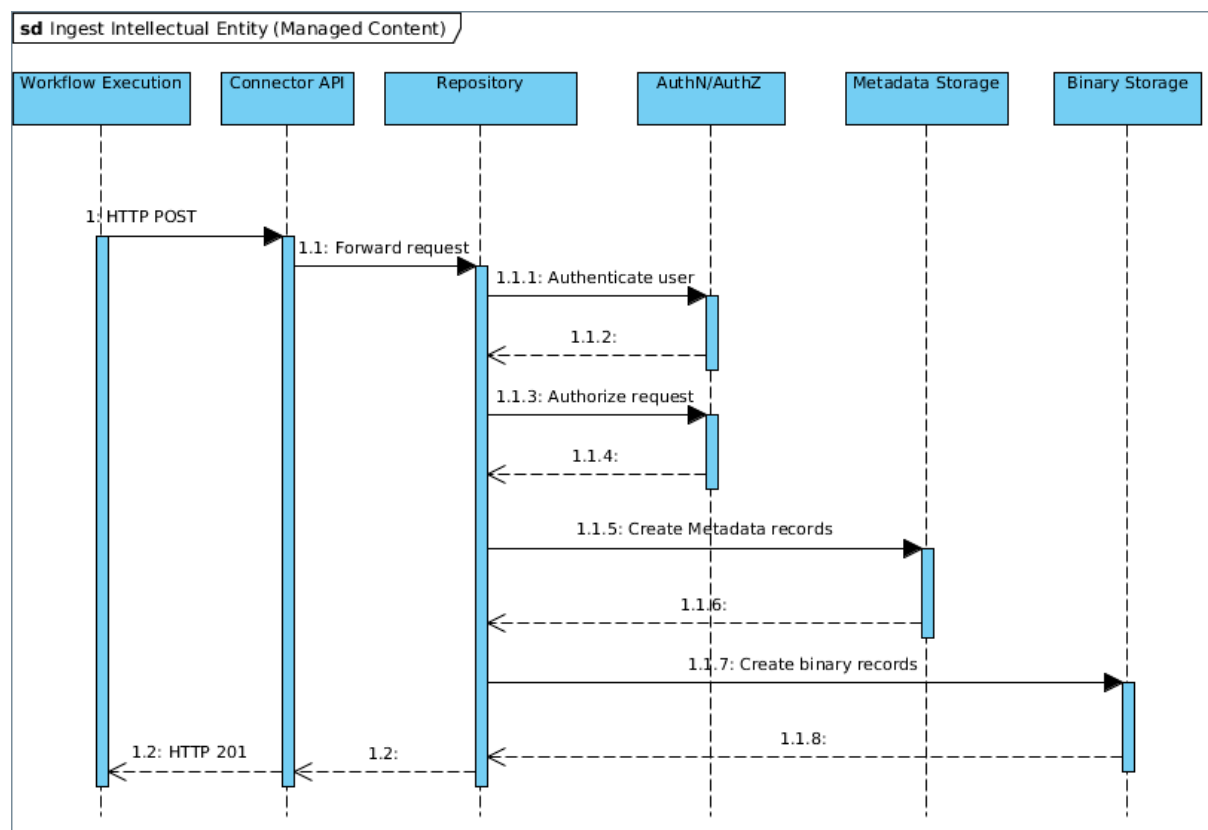 sd Ingest Intellectual Entity (Managed Content)
Workflow Execution
Connector API
Repository
AuthN/AuthZ
Metadata Storage
Binary Storage
1: HTTP POST
1.1: Forward request
1.1.1: Authenticate user
1.1.2:
1.1.3: Authorize request
1.1.4:
1.1.5: Create Metadata records
1.1.6:
1.1.7: Create binary records
1.1.8:
1.2: HTTP 201
1.2: